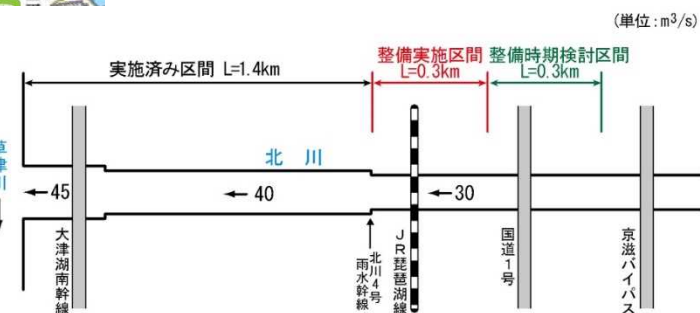 (単位:m³/s)
実施済み区間 L=1.4km
整備実施区間
L=0.3km
整備時期検討区間
L=0.3km
草津川
北 川
45
40
30
大津湖南幹線
北川4号
雨水幹線
JR琵琶湖線
国道1号
京滋バイパス